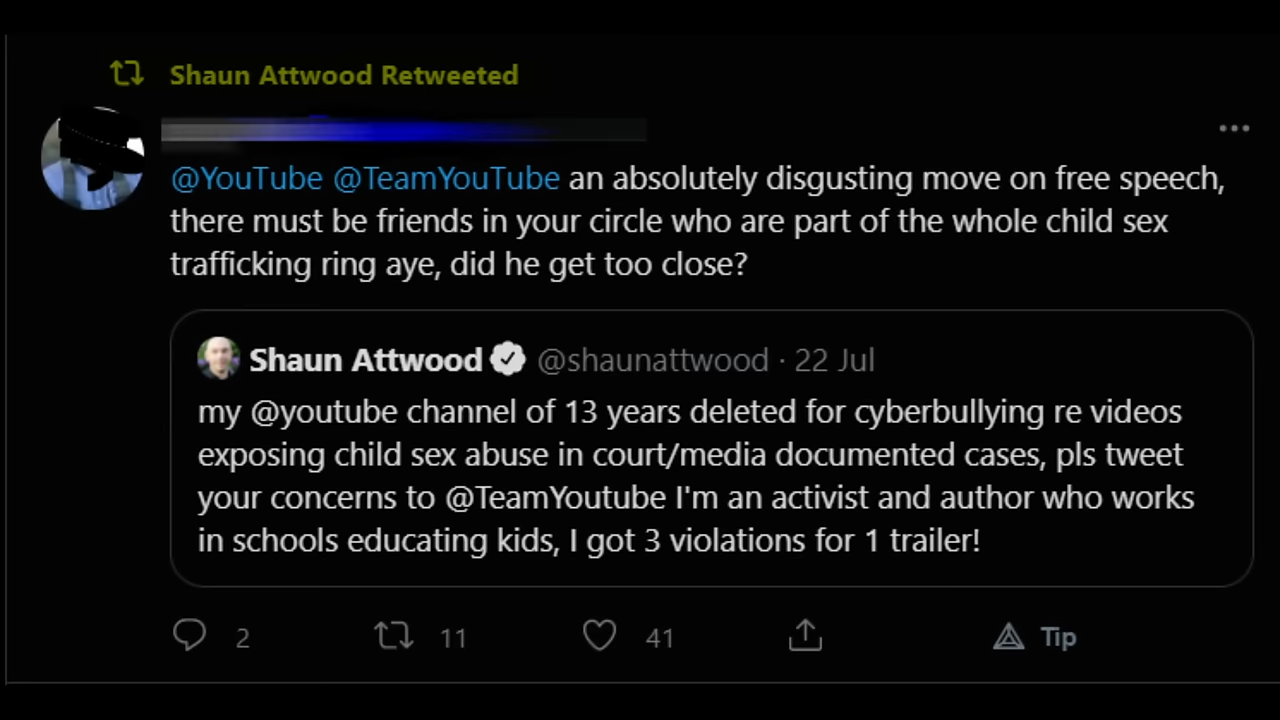 Shaun Attwood Retweeted
@YouTube @TeamYouTube an absolutely disgusting move on free speech,
there must be friends in your circle who are part of the whole child sex
trafficking ring aye, did he get too close?
Shaun Attwood @shaunattwood · 22 Jul
my @youtube channel of 13 years deleted for cyberbullying re videos
exposing child sex abuse in court/media documented cases, pls tweet
your concerns to @TeamYoutube I'm an activist and author who works
in schools educating kids, I got 3 violations for 1 trailer!
2 11 41 Tip